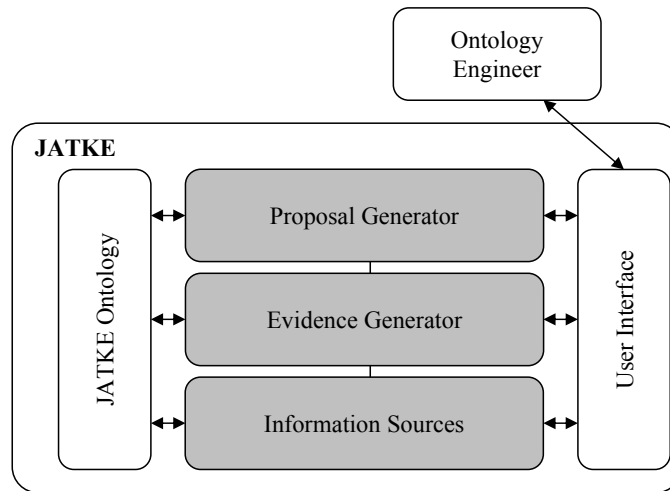 Ontology
Engineer
JATKE
JATKE Ontology
Proposal Generator
Evidence Generator
Information Sources
User Interface